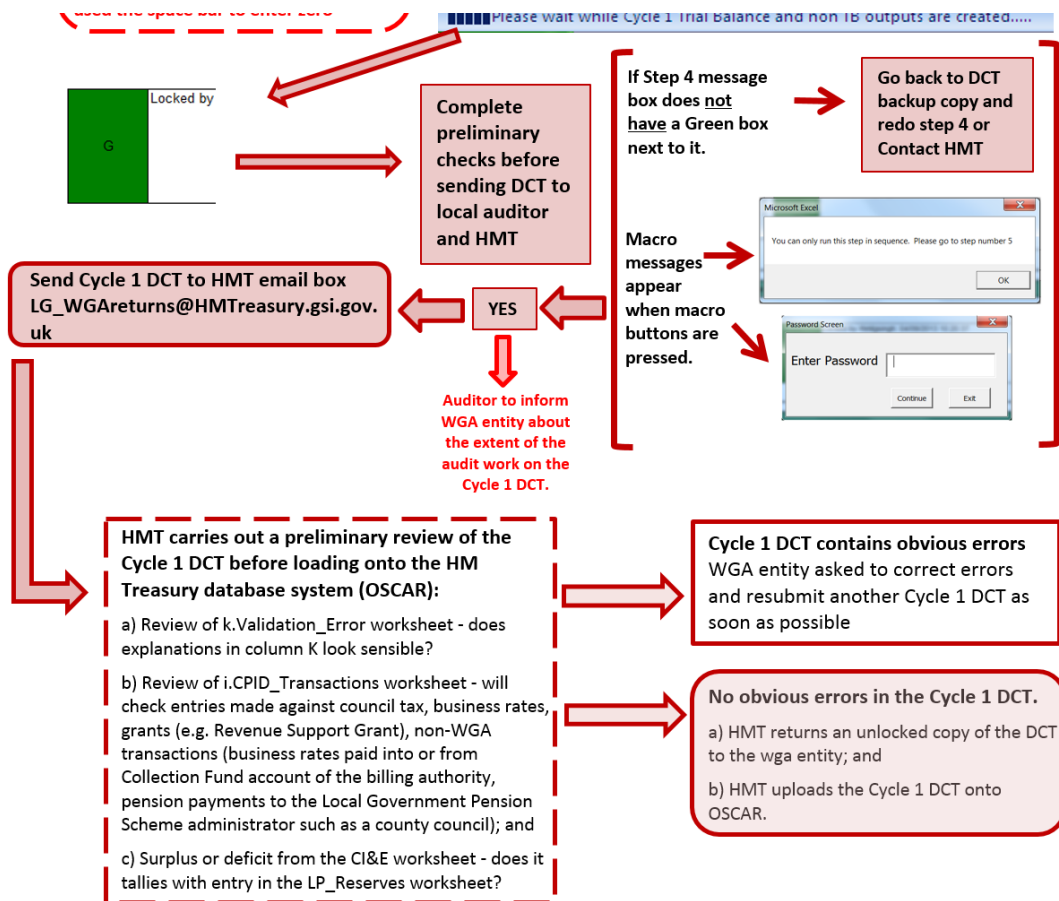 used the space bar to enter zero
Please wait while Cycle 1 Trial Balance and non TB outputs are created.....
Locked by
G
Complete
preliminary
checks before
sending DCT to
local auditor
and HMT
If Step 4 message
box does not
have a Green box
next to it.
Go back to DCT
backup copy and
redo step 4 or
Contact HMT
Macro
messages
appear
when macro
buttons are
pressed.
Microsoft Excel
You can only run this step in sequence. Please go to step number 5
OK
Password Screen
Enter Password
Continue
Exit
YES
Send Cycle 1 DCT to HMT email box
LG_WGAreturns@HMTreasury.gsi.gov.
uk
Auditor to inform
WGA entity about
the extent of the
audit work on the
Cycle 1 DCT.
HMT carries out a preliminary review of the
Cycle 1 DCT before loading onto the HM
Treasury database system (OSCAR):
a) Review of k.Validation_Error worksheet - does
explanations in column K look sensible?
b) Review of i.CPID_Transactions worksheet - will
check entries made against council tax, business rates,
grants (e.g. Revenue Support Grant), non-WGA
transactions (business rates paid into or from
Collection Fund account of the billing authority,
pension payments to the Local Government Pension
Scheme administrator such as a county council); and
c) Surplus or deficit from the CI&E worksheet - does it
tallies with entry in the LP_Reserves worksheet?
Cycle 1 DCT contains obvious errors
WGA entity asked to correct errors
and resubmit another Cycle 1 DCT as
soon as possible
No obvious errors in the Cycle 1 DCT.
a) HMT returns an unlocked copy of the DCT
to the wga entity; and
b) HMT uploads the Cycle 1 DCT onto
OSCAR.